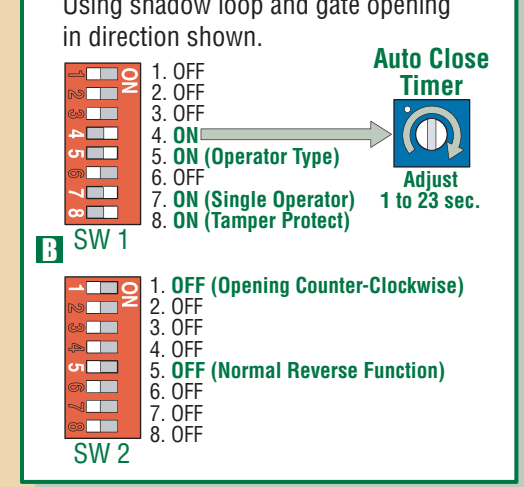 Using shadow loop and gate opening
in direction shown.
Auto Close
Timer
1 2 3 4 5 6 7 8
ON
1. OFF
2. OFF
3. OFF
4. ON
5. ON (Operator Type)
6. OFF
7. ON (Single Operator)
8. ON (Tamper Protect)
Adjust
1 to 23 sec.
SW 1
B
1 2 3 4 5 6 7 8
ON
1. OFF (Opening Counter-Clockwise)
2. OFF
3. OFF
4. OFF
5. OFF (Normal Reverse Function)
6. OFF
7. OFF
8. OFF
SW 2